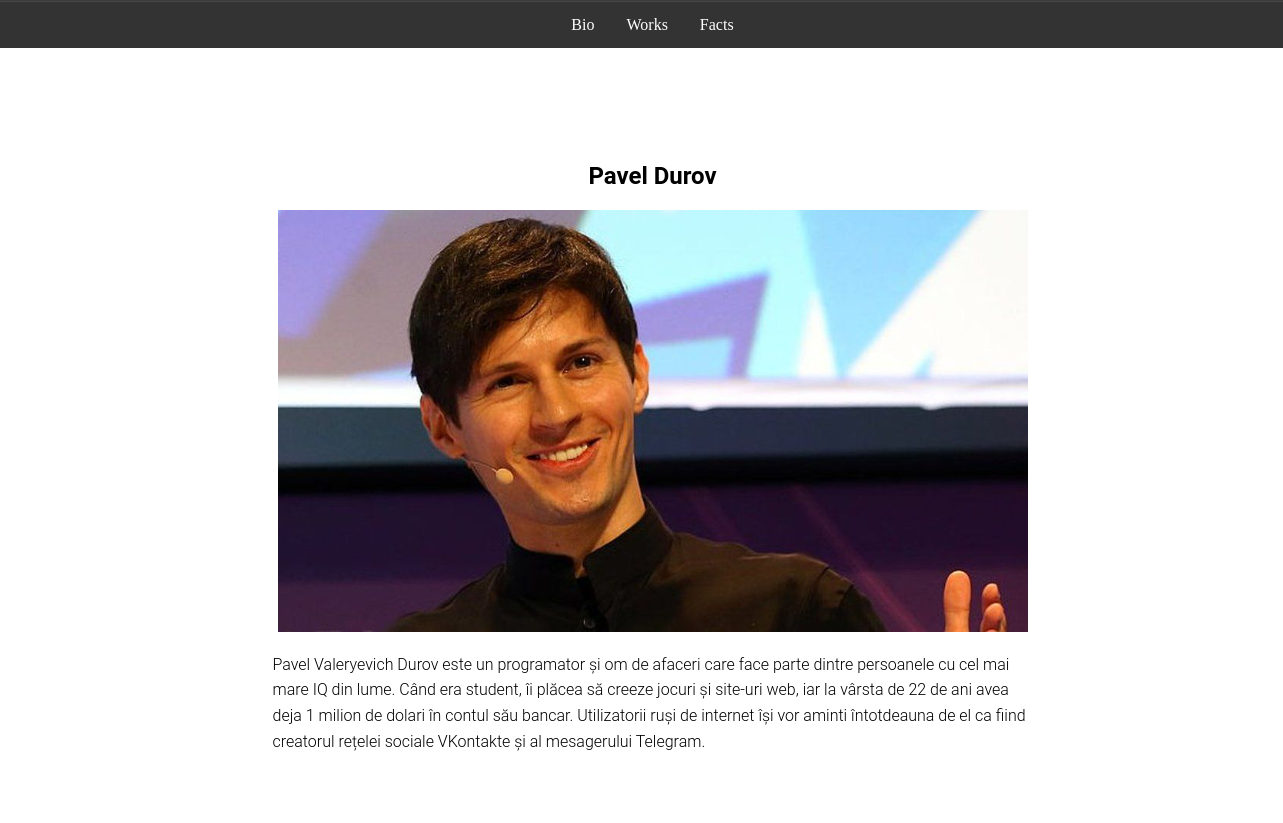 Bio Works Facts
Pavel Durov
Pavel Valeryevich Durov este un programator și om de afaceri care face parte dintre persoanele cu cel mai
mare IQ din lume. Când era student, îi plăcea să creeze jocuri și site-uri web, iar la vârsta de 22 de ani avea
deja 1 milion de dolari în contul său bancar. Utilizatorii ruși de internet își vor aminti întotdeauna de el ca fiind
creatorul rețelei sociale VKontakte și al mesagerului Telegram.